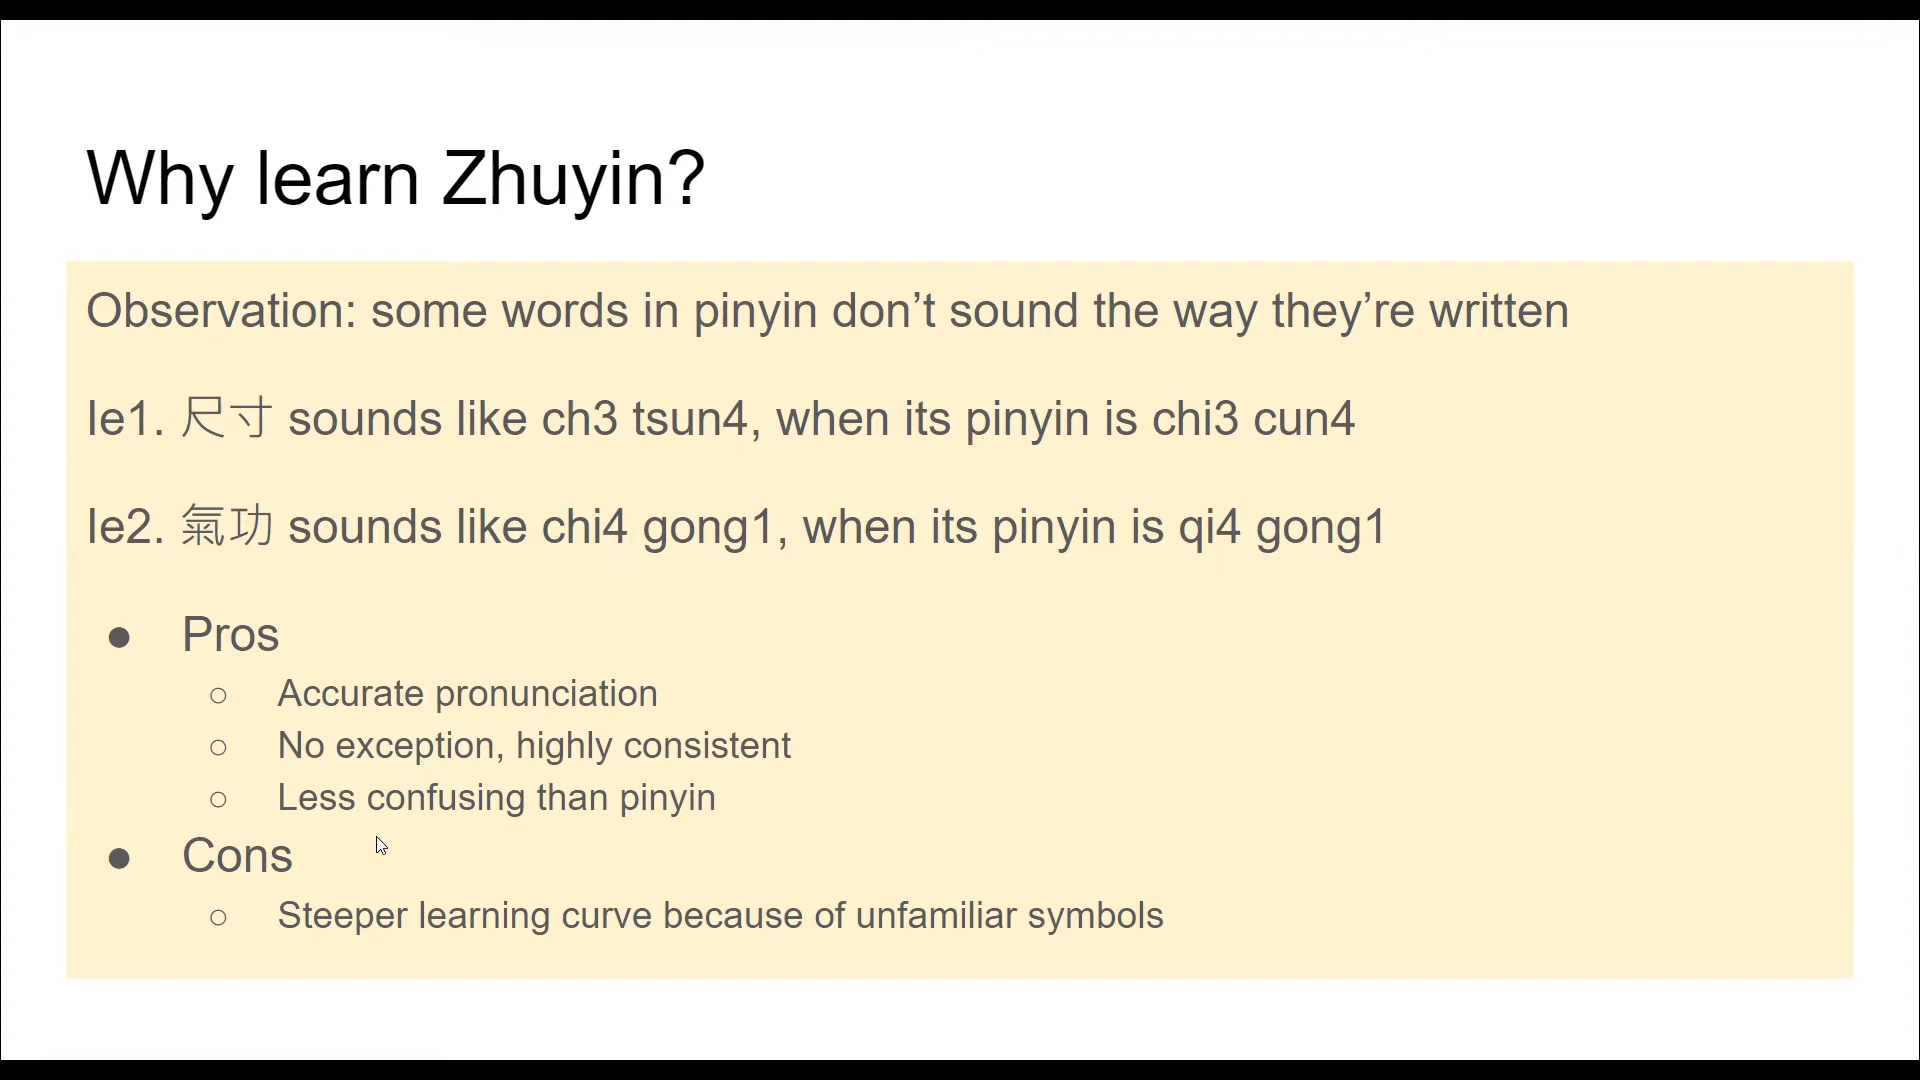 Why learn Zhuyin?
Observation: some words in pinyin don’t sound the way they’re written
Ie1. 尺寸 sounds like ch3 tsun4, when its pinyin is chi3 cun4
Ie2. 氣功 sounds like chi4 gong1, when its pinyin is qi4 gong1
● Pros
○ Accurate pronunciation
○ No exception, highly consistent
○ Less confusing than pinyin
● Cons
○ Steeper learning curve because of unfamiliar symbols